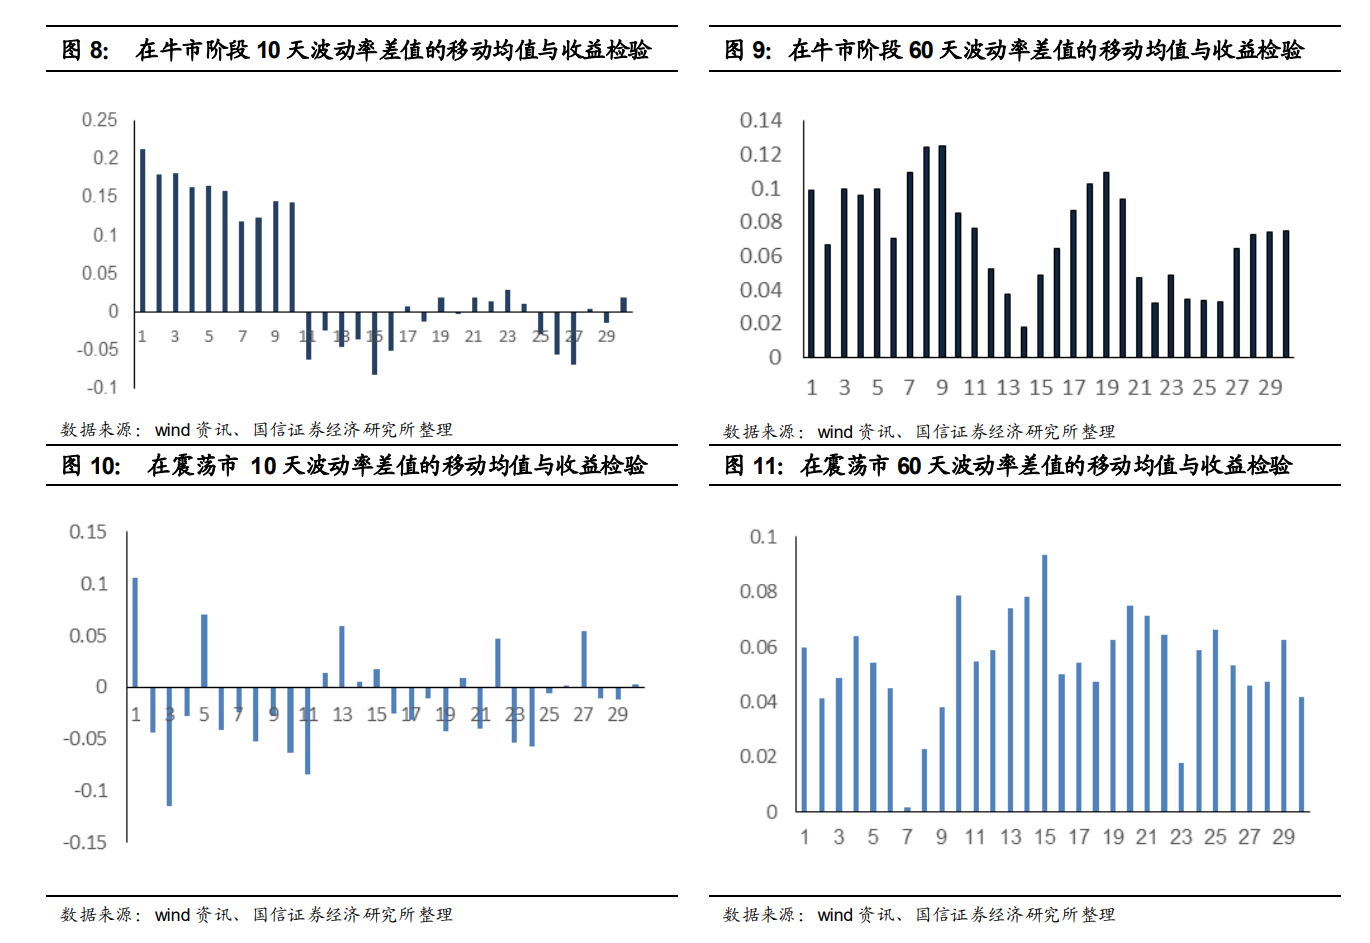 图 8: 在牛市阶段 10 天波动率差值的移动均值与收益检验
0.25
0.2
0.15
0.1
0.05
0
-0.05
-0.1
1 3 5 7 9 11 13 15 17 19 21 23 25 27 29
数据来源: wind 资讯、国信证券经济研究所整理
图 9: 在牛市阶段 60 天波动率差值的移动均值与收益检验
0.14
0.12
0.1
0.08
0.06
0.04
0.02
0
1 3 5 7 9 11 13 15 17 19 21 23 25 27 29
数据来源: wind 资讯、国信证券经济研究所整理
图 10: 在震荡市 10 天波动率差值的移动均值与收益检验
0.15
0.1
0.05
0
-0.05
-0.1
-0.15
1 3 5 7 9 11 13 15 17 19 21 23 25 27 29
数据来源: wind 资讯、国信证券经济研究所整理
图 11: 在震荡市 60 天波动率差值的移动均值与收益检验
0.1
0.08
0.06
0.04
0.02
0
1 3 5 7 9 11 13 15 17 19 21 23 25 27 29
数据来源: wind 资讯、国信证券经济研究所整理